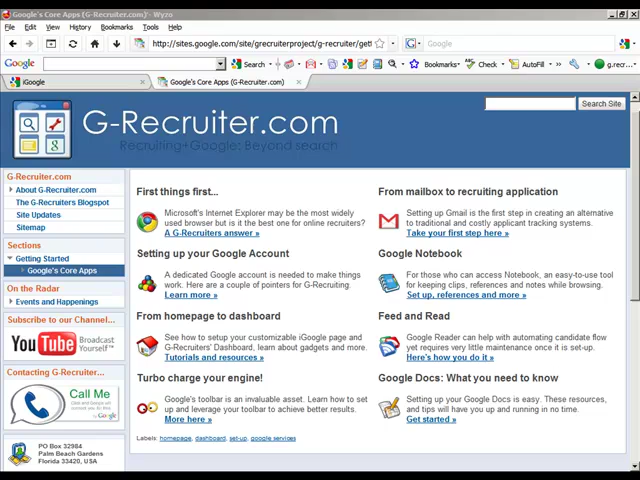 Google's Core Apps (G-Recruiter.com)' - Wyzo
File Edit View History Bookmarks Tools Help
http://sites.google.com/site/grecruiterproject/g-recruiter/gett
Google
Google Search Bookmarks Check AutoFill g.recr...
iGoogle
Google's Core Apps (G-Recruiter.com)
G-Recruiter.com
Recruiting+Google: Beyond search
Search Site
G-Recruiter.com
About G-Recruiter.com
The G-Recruiters Blogspot
Site Updates
Sitemap
Sections
Getting Started
Google's Core Apps
On the Radar
Events and Happenings
Subscribe to our Channel...
YouTube Broadcast Yourself™
Contacting G-Recruiter...
Call Me
PO Box 32984
Palm Beach Gardens
Florida 33420, USA
First things first...
Microsoft's Internet Explorer may be the most widely
used browser but is it the best one for online recruiters?
A G-Recruiters answer »
Setting up your Google Account
A dedicated Google account is needed to make things
work. Here are a couple of pointers for G-Recruiting.
Learn more »
From homepage to dashboard
See how to setup your customizable iGoogle page and
G-Recruiters' Dashboard, learn about gadgets and more.
Tutorials and resources »
Turbo charge your engine!
Google's toolbar is an invaluable asset. Learn how to set
up and leverage your toolbar to achieve better results.
More here »
Labels: homepage, dashboard, set-up, google services
From mailbox to recruiting application
Setting up Gmail is the first step in creating an alternative
to traditional and costly applicant tracking systems.
Take your first step here »
Google Notebook
For those who can access Notebook, an easy-to-use tool
for keeping clips, references and notes while browsing.
Set up, references and more »
Feed and Read
Google Reader can help with automating candidate flow
yet requires very little maintenance once it is set-up.
Here's how you do it »
Google Docs: What you need to know
Setting up your Google Docs is easy. These resources,
and tips will have you up and running in no time.
Get started »